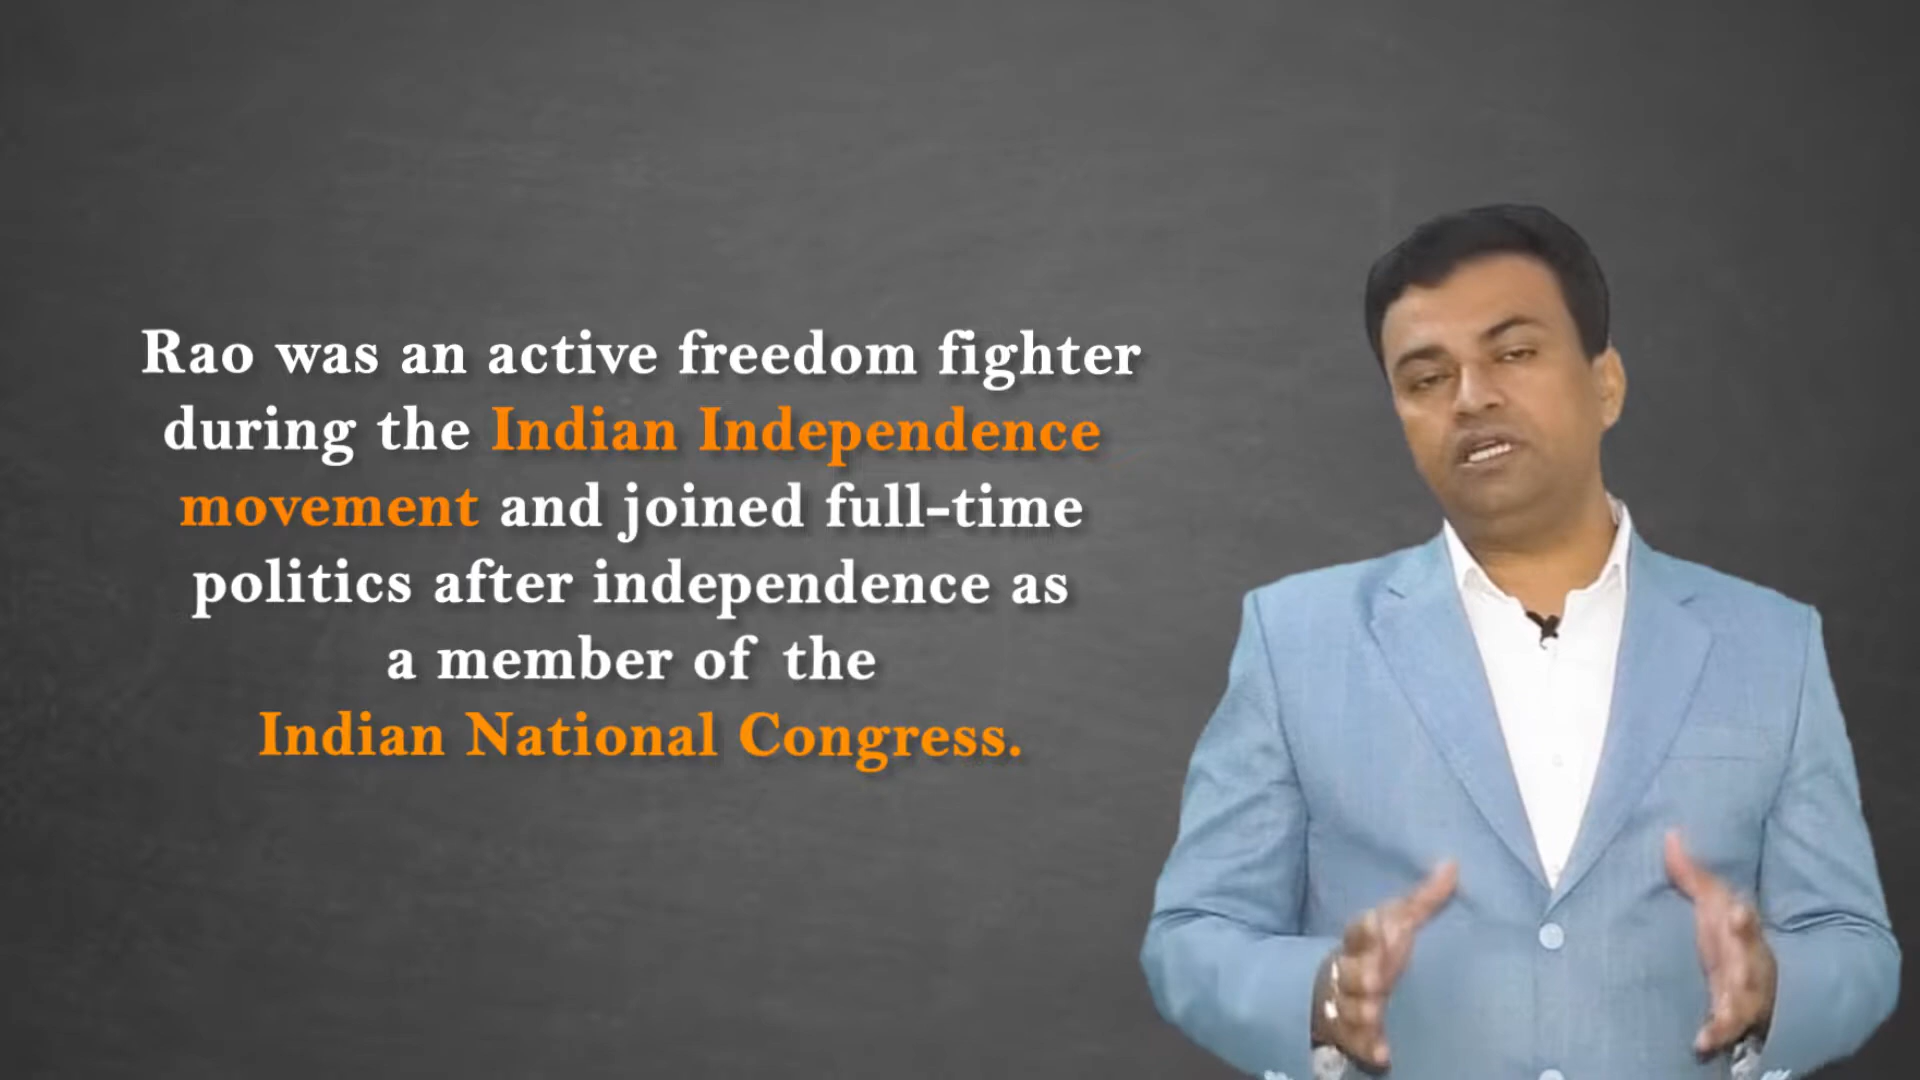 Rao was an active freedom fighter
during the Indian Independence
movement and joined full-time
politics after independence as
a member of the
Indian National Congress.